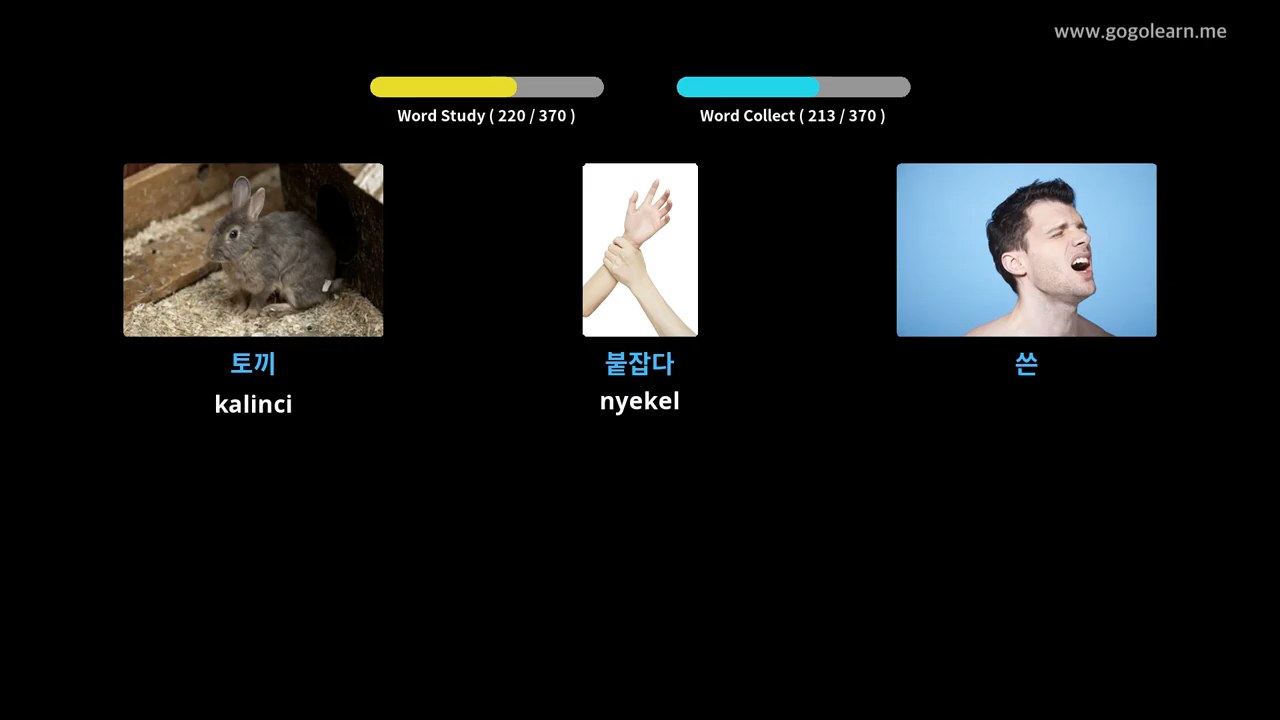 www.gogolearn.me
Word Study ( 220 / 370 )
Word Collect ( 213 / 370 )
토끼
붙잡다
쓴
kalinci
nyekel